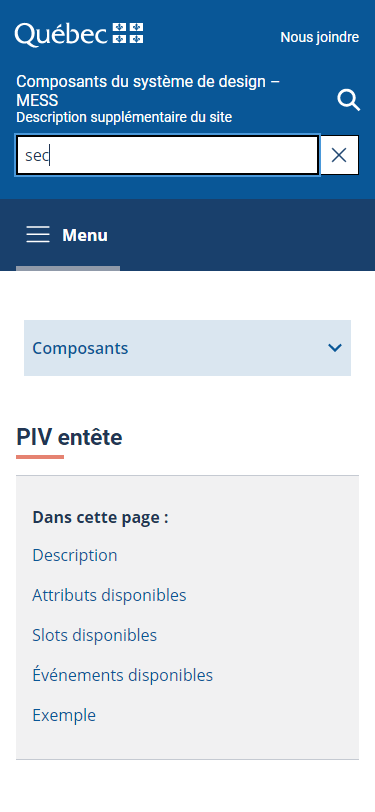 Québec
Nous joindre
Composants du système de design –
MESS
Description supplémentaire du site
sec
Menu
Composants
PIV entête
Dans cette page :
Description
Attributs disponibles
Slots disponibles
Événements disponibles
Exemple